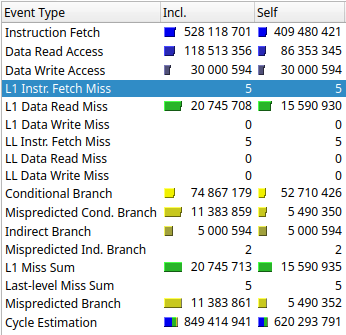 Event Type Incl. Self
Instruction Fetch 528 118 701 409 480 421
Data Read Access 118 513 356 86 353 345
Data Write Access 30 000 594 30 000 594
L1 Instr. Fetch Miss 5 5
L1 Data Read Miss 20 745 708 15 590 930
L1 Data Write Miss 0 0
LL Instr. Fetch Miss 5 5
LL Data Read Miss 0 0
LL Data Write Miss 0 0
Conditional Branch 74 867 179 52 710 426
Mispredicted Cond. Branch 11 383 859 5 490 350
Indirect Branch 5 000 594 5 000 594
Mispredicted Ind. Branch 2 2
L1 Miss Sum 20 745 713 15 590 935
Last-level Miss Sum 5 5
Mispredicted Branch 11 383 861 5 490 352
Cycle Estimation 849 414 941 620 293 791